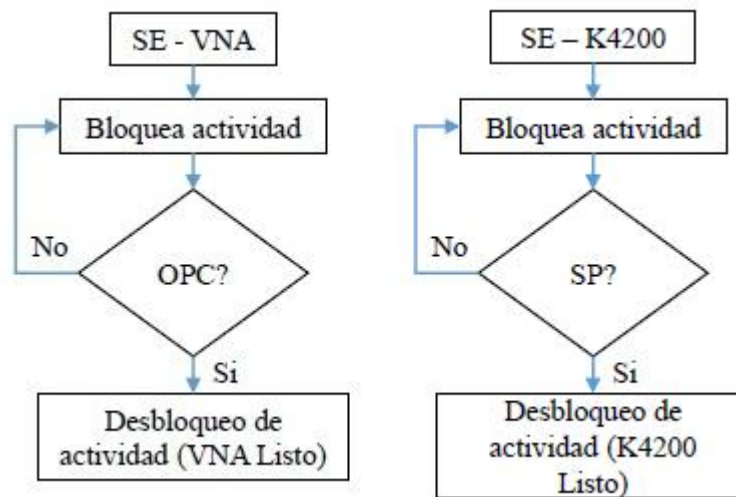 SE - VNA
Bloquea actividad
No
OPC?
Si
Desbloqueo de
actividad (VNA Listo)
SE – K4200
Bloquea actividad
No
SP?
Si
Desbloqueo de
actividad (K4200
Listo)